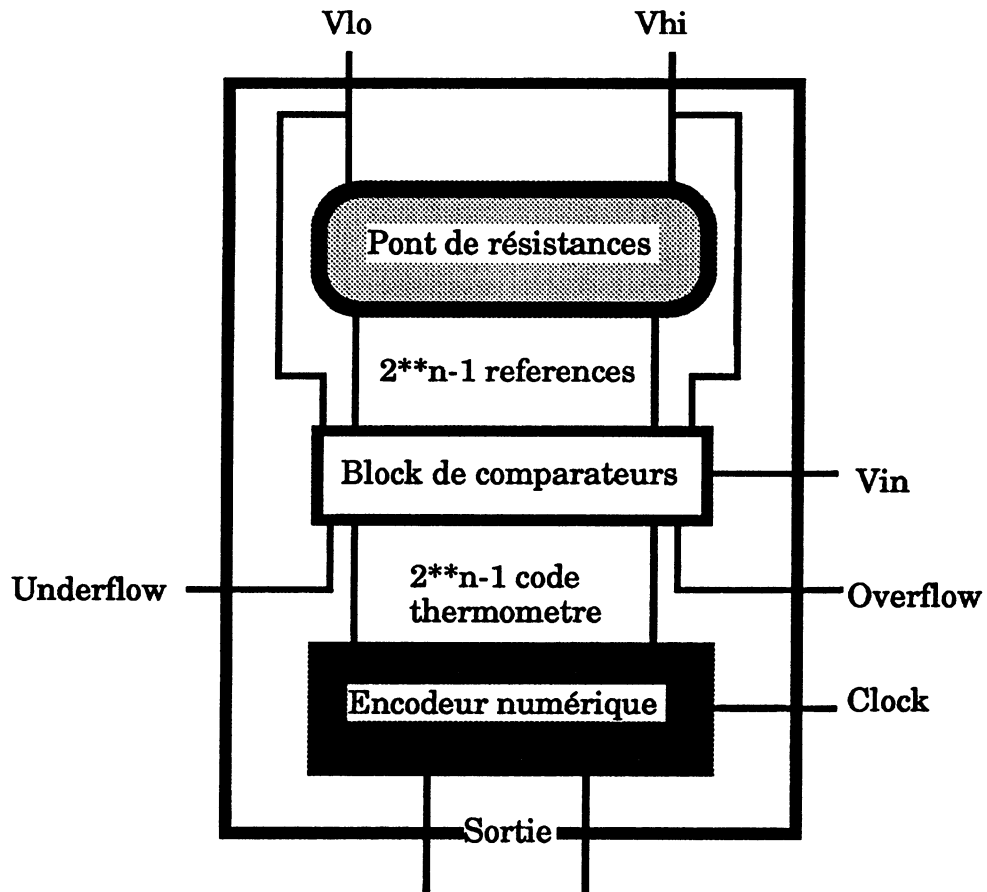 Vlo
Vhi
Pont de résistances
2**n-1 references
Block de comparateurs
Vin
Underflow
2**n-1 code
thermometre
Overflow
Encodeur numérique
Clock
Sortie